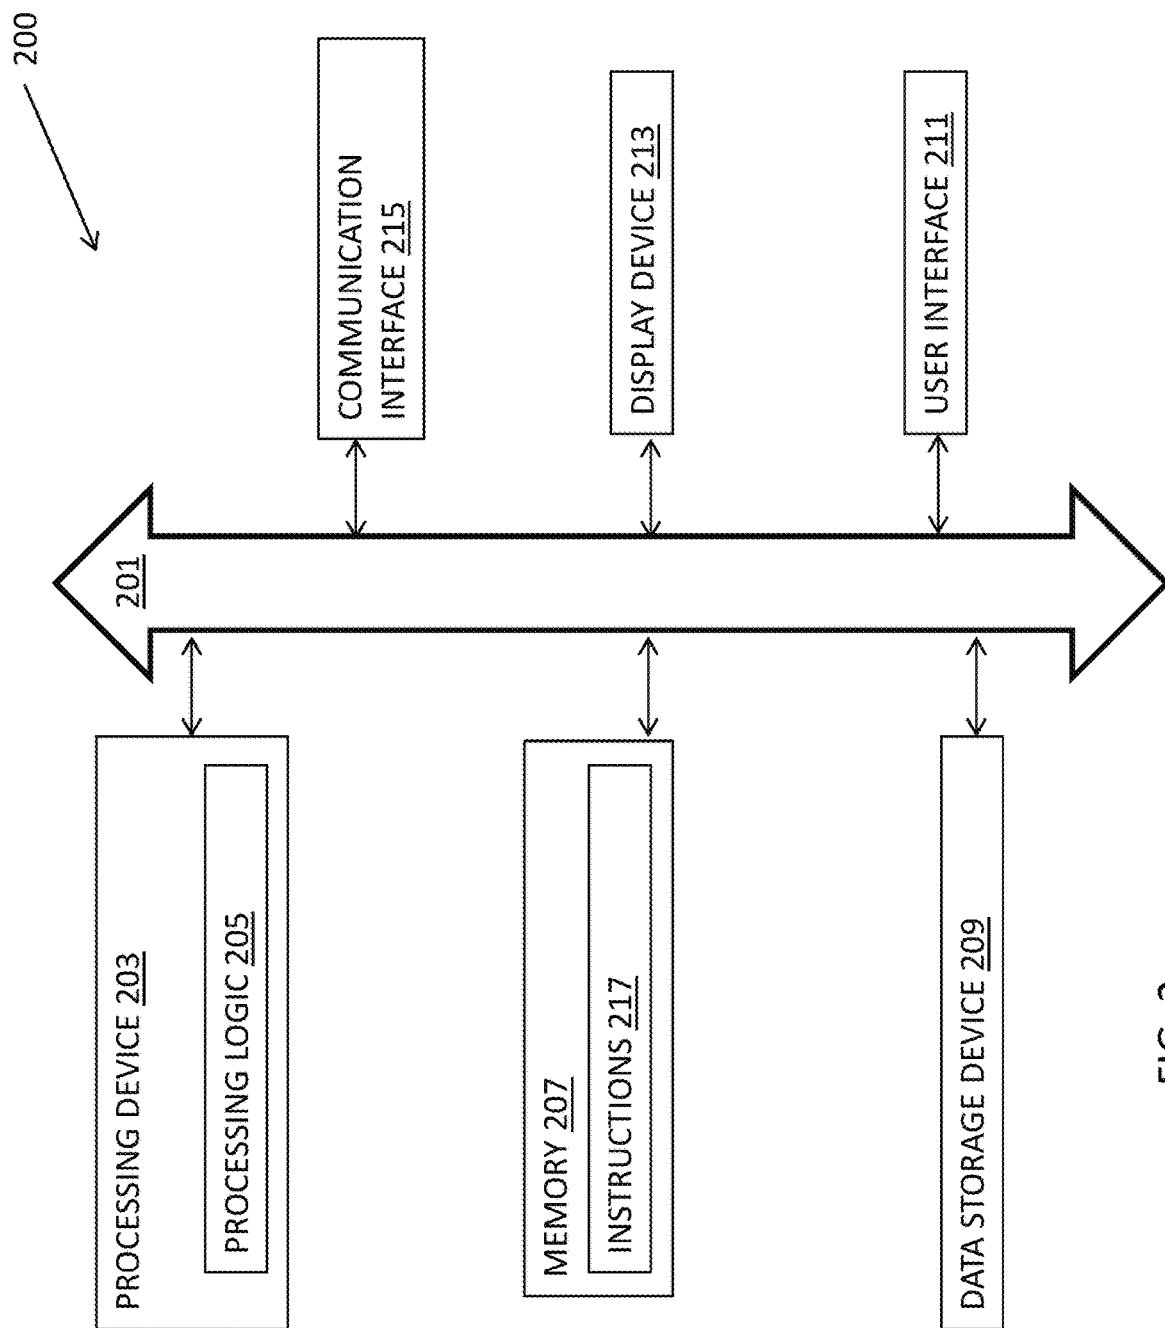 200
PROCESSING DEVICE 203
PROCESSING LOGIC 205
201
COMMUNICATION
INTERFACE 215
MEMORY 207
INSTRUCTIONS 217
DISPLAY DEVICE 213
DATA STORAGE DEVICE 209
USER INTERFACE 211
FIG.